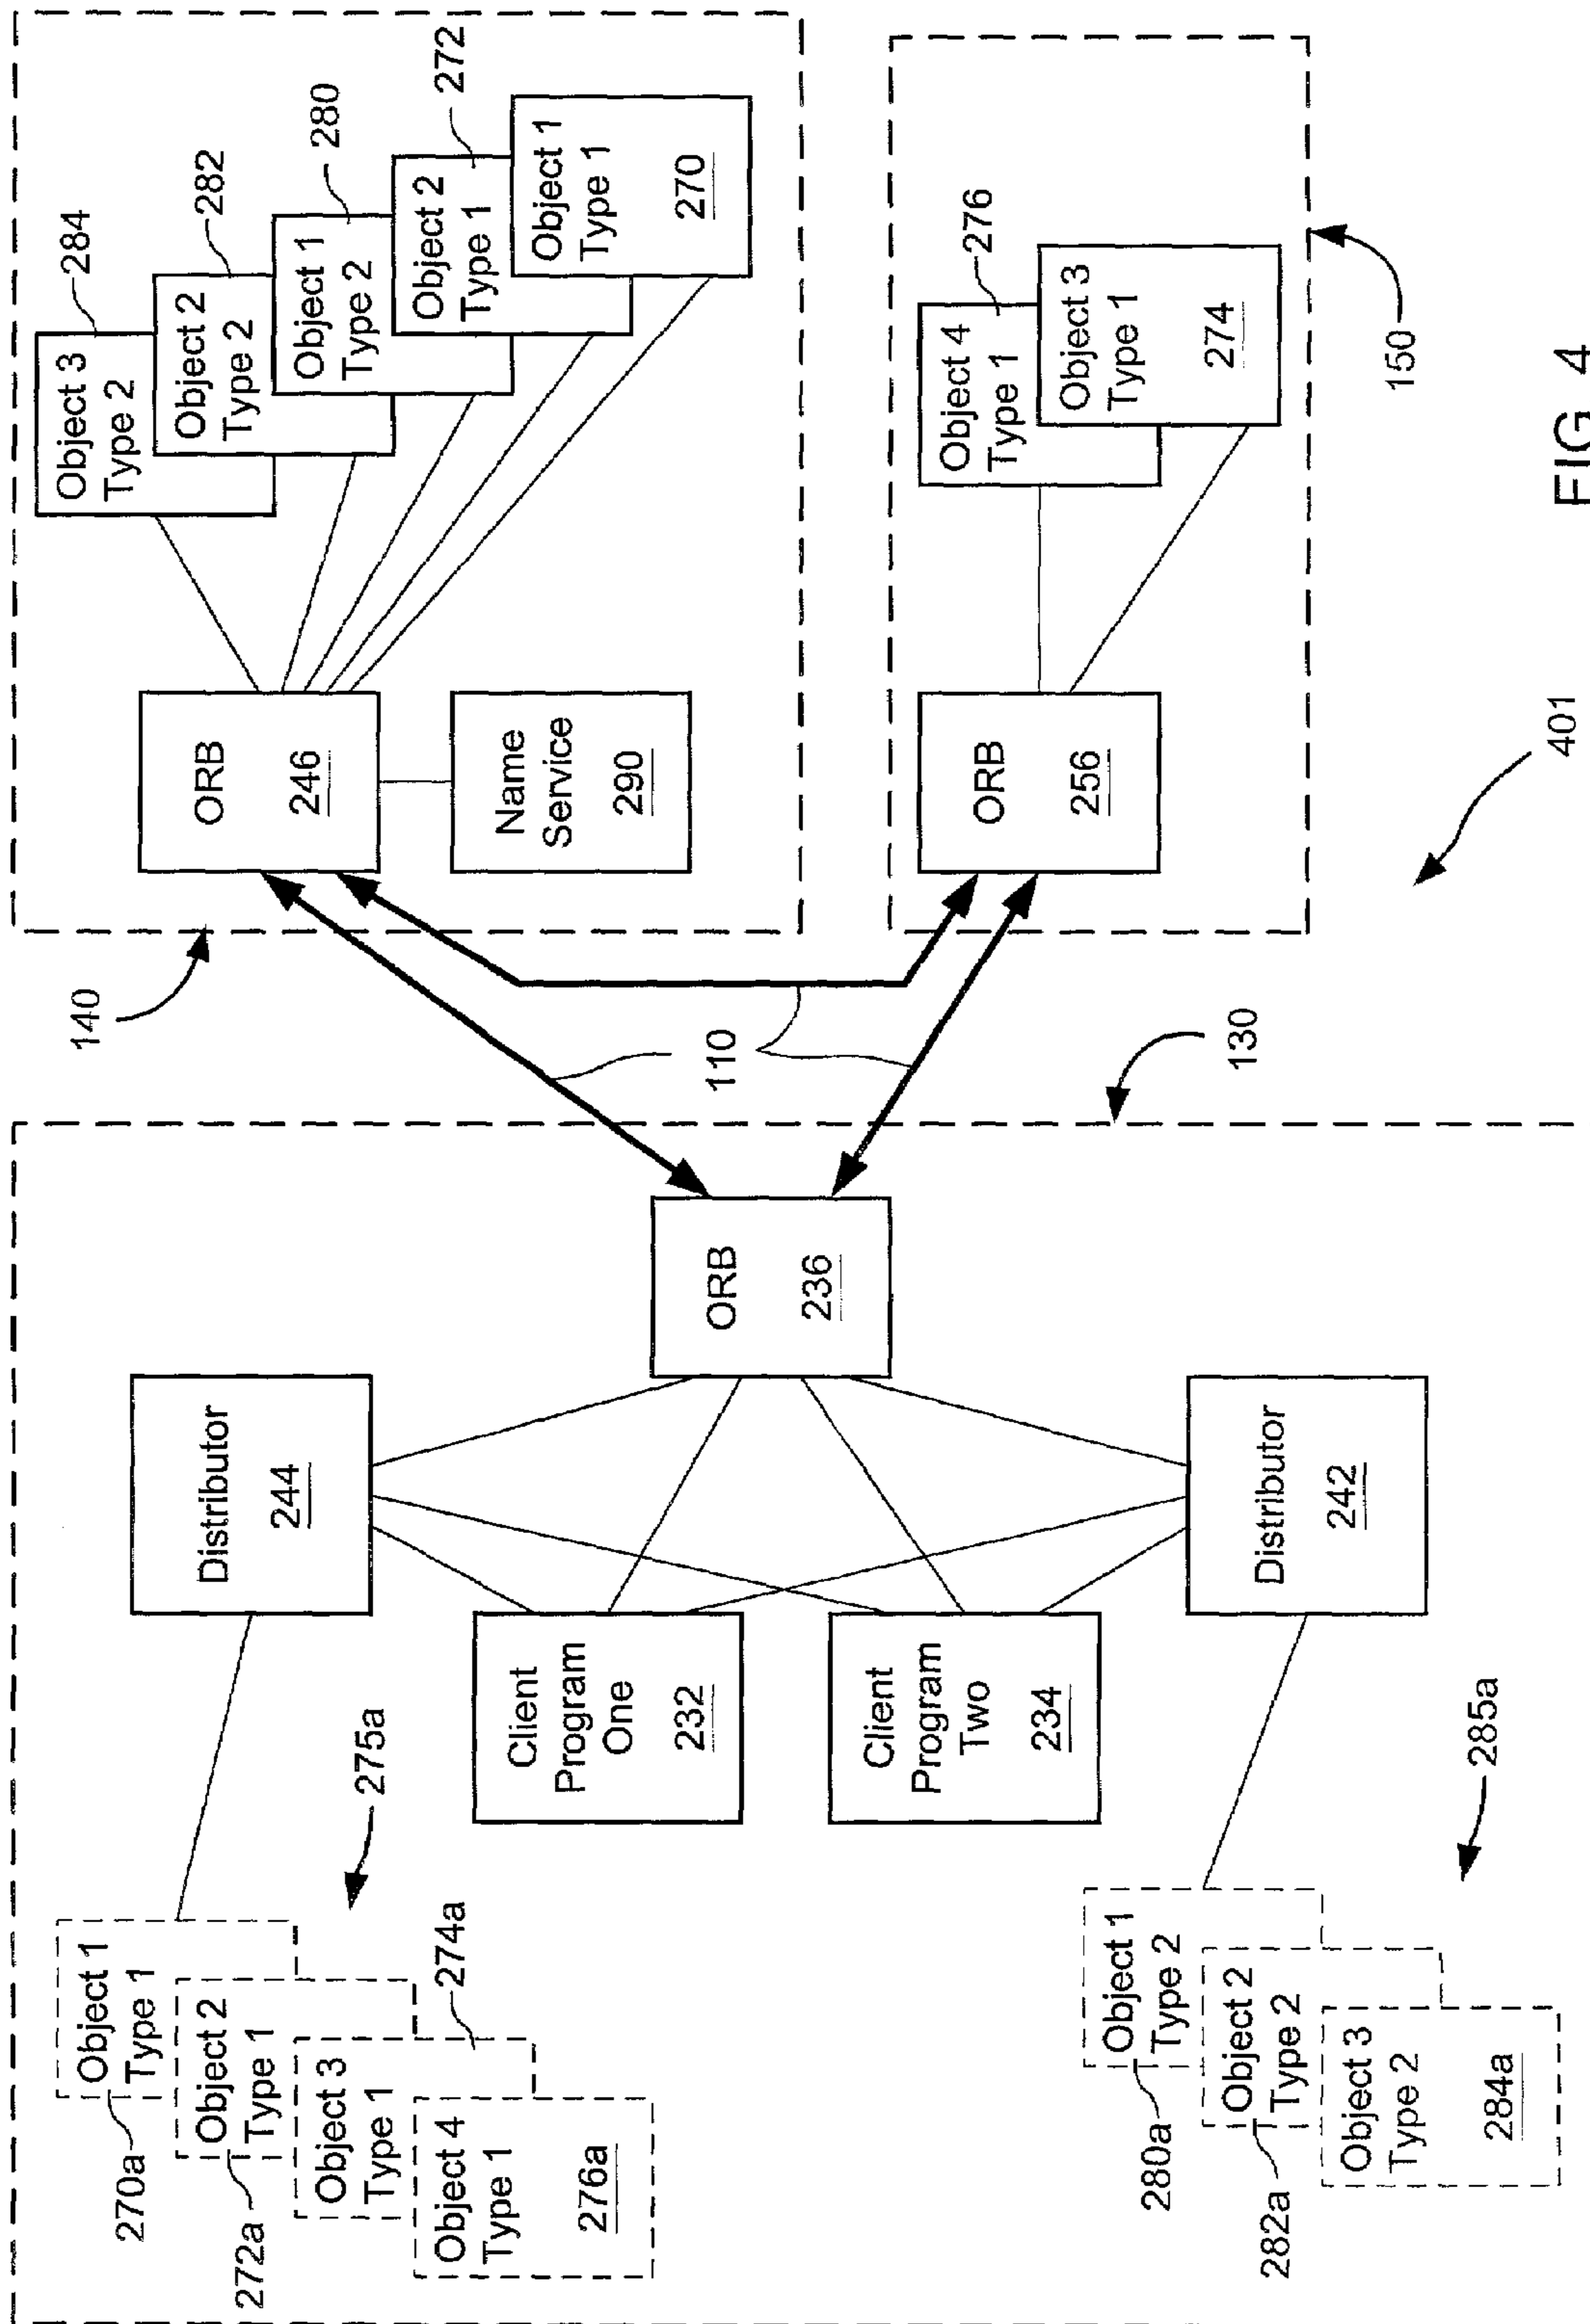 284
Object 3
Type 2
282
Object 2
Type 2
280
Object 1
Type 2
272
Object 2
Type 1
Object 1
Type 1
270
ORB
246
Name
Service
290
140
276
Object 4
Type 1
Object 3
Type 1
274
ORB
256
150
110
130
401
FIG. 4
ORB
236
Distributor
244
Distributor
242
Client
Program
One
232
Client
Program
Two
234
275a
285a
Object 1
Type 1
270a
Object 2
Type 1
272a
Object 3
Type 1
274a
Object 4
Type 1
276a
Object 1
Type 2
280a
Object 2
Type 2
282a
Object 3
Type 2
284a